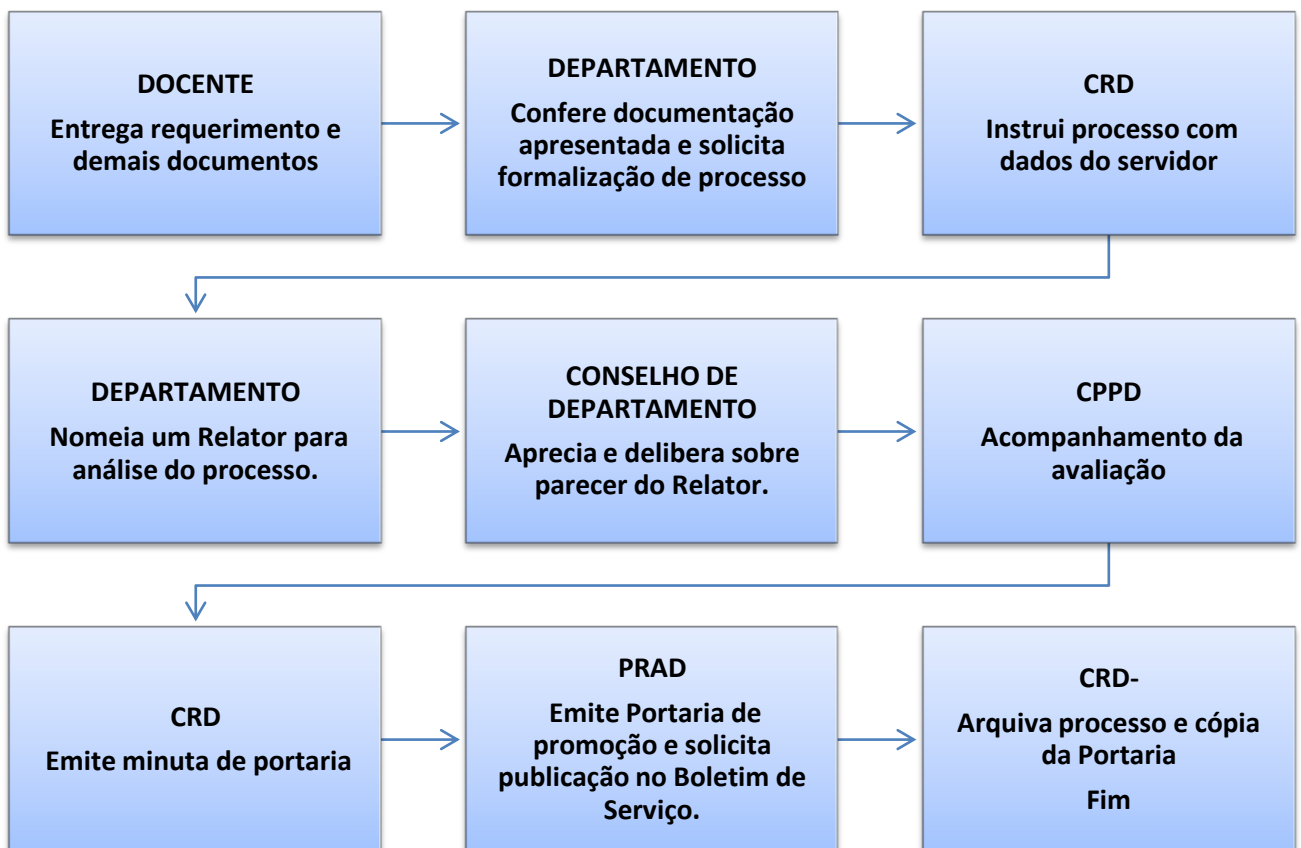 DOCENTE
Entrega requerimento e
demais documentos
DEPARTAMENTO
Confere documentação
apresentada e solicita
formalização de processo
CRD
Instrui processo com
dados do servidor
DEPARTAMENTO
Nomeia um Relator para
análise do processo.
CONSELHO DE
DEPARTAMENTO
Aprecia e delibera sobre
parecer do Relator.
CPPD
Acompanhamento da
avaliação
CRD
Emite minuta de portaria
PRAD
Emite Portaria de
promoção e solicita
publicação no Boletim de
Serviço.
CRD-
Arquiva processo e cópia
da Portaria
Fim